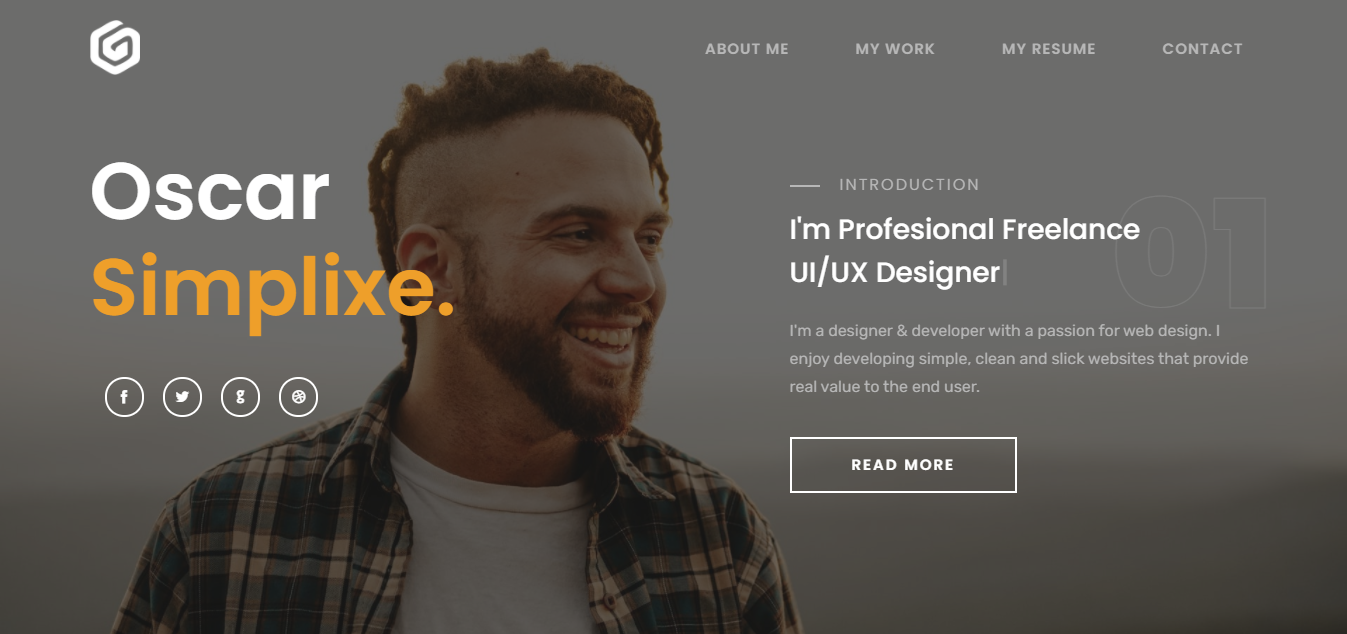 ABOUT ME MY WORK MY RESUME CONTACT
Oscar
Simplixe.
INTRODUCTION
01
I'm Profesional Freelance
UI/UX Designer|
I'm a designer & developer with a passion for web design. I
enjoy developing simple, clean and slick websites that provide
real value to the end user.
READ MORE